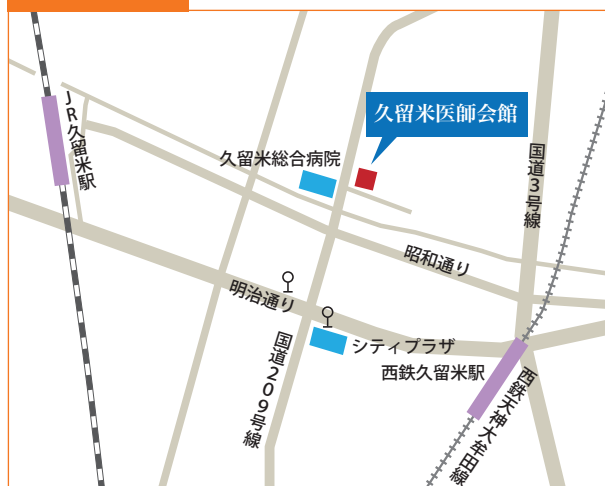 久留米医師会館
JR久留米駅
久留米総合病院
国道3号線
昭和通り
明治通り
シティプラザ
国道209号線
西鉄久留米駅
西鉄天神大牟田線